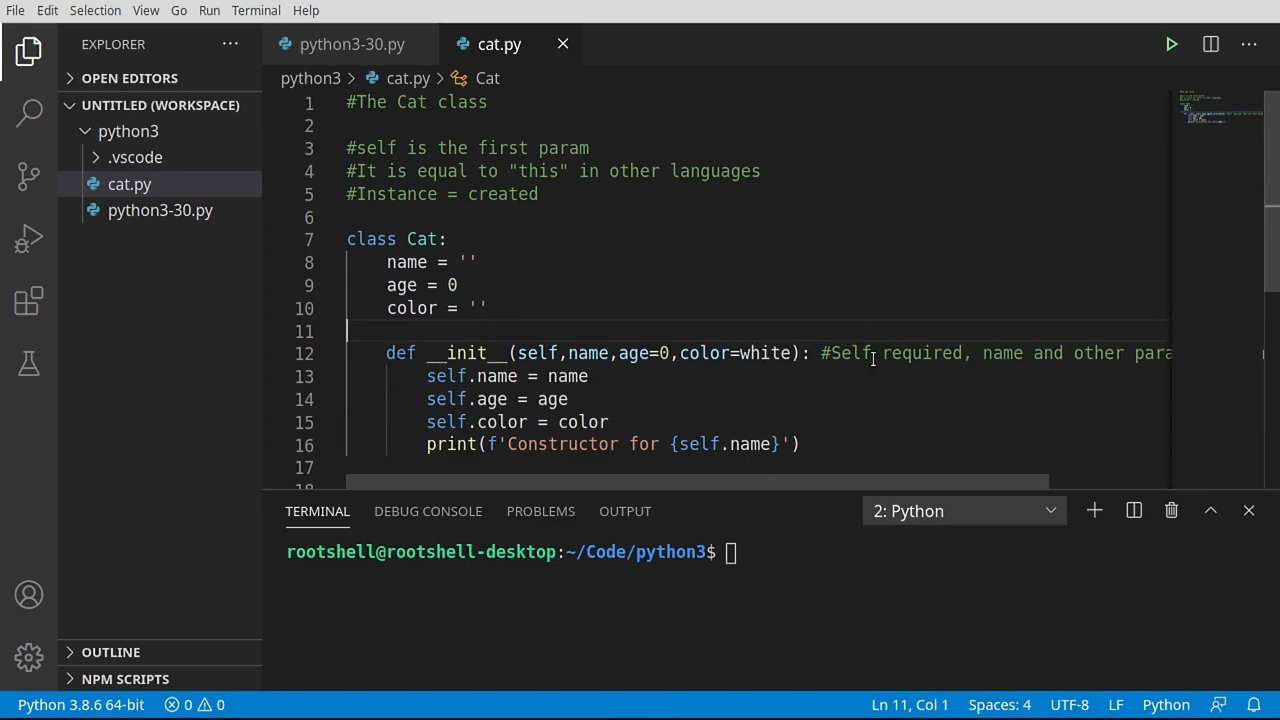 File Edit Selection View Go Run Terminal Help
EXPLORER ...
python3-30.py
cat.py
OPEN EDITORS
python3 > cat.py > Cat
UNTITLED (WORKSPACE)
python3
.vscode
cat.py
python3-30.py
1 #The Cat class
2
3 #self is the first param
4 #It is equal to "this" in other languages
5 #Instance = created
6
7 class Cat:
8 name = ''
9 age = 0
10 color = ''
11
12 def __init__(self,name,age=0,color=white): #Self required, name and other para
13 self.name = name
14 self.age = age
15 self.color = color
16 print(f'Constructor for {self.name}')
17
18
TERMINAL DEBUG CONSOLE PROBLEMS OUTPUT 2: Python
rootshell@rootshell-desktop:~/Code/python3$
OUTLINE
NPM SCRIPTS
Python 3.8.6 64-bit 0 0 Ln 11, Col 1 Spaces: 4 UTF-8 LF Python